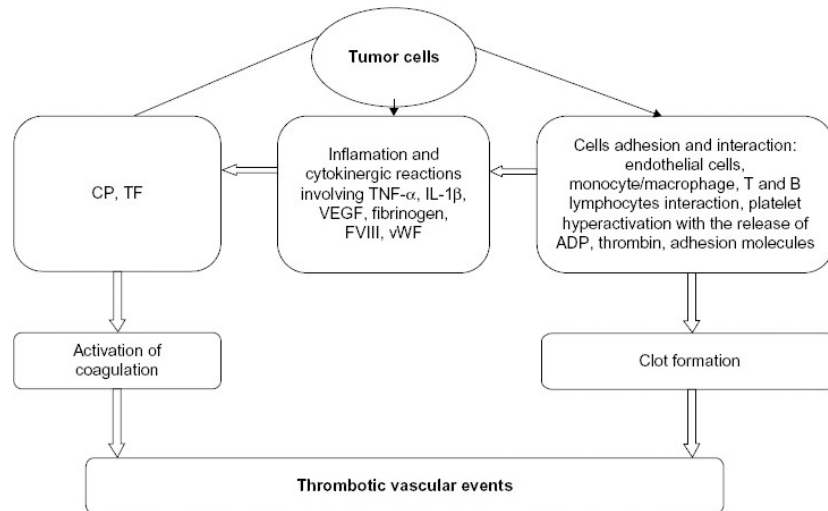 Tumor cells
CP, TF
Inflamation and
cytokinergic reactions
involving TNF-α, IL-1β,
VEGF, fibrinogen,
FVIII, vWF
Cells adhesion and interaction:
endothelial cells,
monocyte/macrophage, T and B
lymphocytes interaction, platelet
hyperactivation with the release of
ADP, thrombin, adhesion molecules
Activation of
coagulation
Clot formation
Thrombotic vascular events